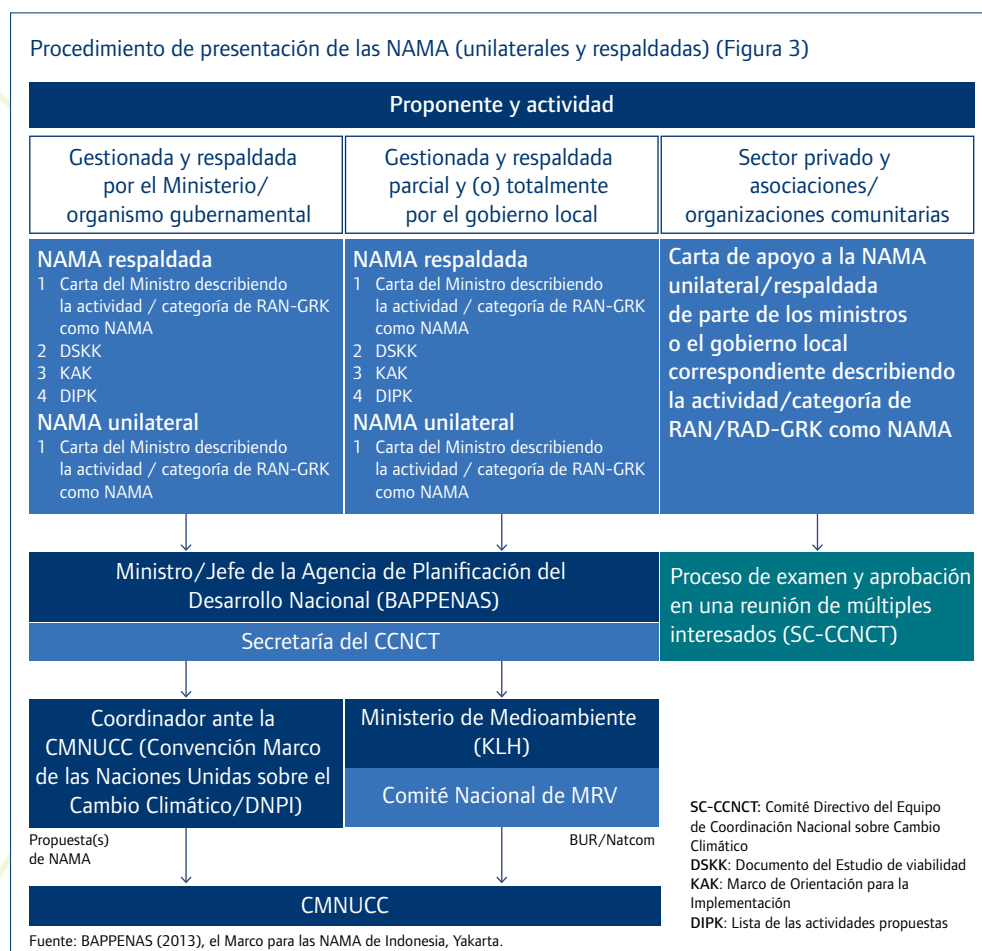 Procedimiento de presentación de las NAMA (unilaterales y respaldadas) (Figura 3)
Proponente y actividad
Gestionada y respaldada
por el Ministerio/
organismo gubernamental
Gestionada y respaldada
parcial y (o) totalmente
por el gobierno local
Sector privado y
asociaciones/
organizaciones comunitarias
NAMA respaldada
1 Carta del Ministro describiendo
la actividad / categoría de RAN-GRK
como NAMA
2 DSKK
3 KAK
4 DIPK
NAMA unilateral
1 Carta del Ministro describiendo
la actividad / categoría de RAN-GRK
como NAMA
NAMA respaldada
1 Carta del Ministro describiendo
la actividad / categoría de RAN-GRK
como NAMA
2 DSKK
3 KAK
4 DIPK
NAMA unilateral
1 Carta del Ministro describiendo
la actividad / categoría de RAN-GRK
como NAMA
Carta de apoyo a la NAMA
unilateral/respaldada
de parte de los ministros
o el gobierno local
correspondiente describiendo
la actividad/categoría de
RAN/RAD-GRK como NAMA
Ministro/Jefe de la Agencia de Planificación del
Desarrollo Nacional (BAPPENAS)
Secretaría del CCNCT
Proceso de examen y aprobación
en una reunión de múltiples
interesados (SC-CCNCT)
Coordinador ante la
CMNUCC (Convención Marco
de las Naciones Unidas sobre el
Cambio Climático/DNPI)
Ministerio de Medioambiente
(KLH)
Comité Nacional de MRV
Propuesta(s)
de NAMA
BUR/Natcom
CMNUCC
SC-CCNCT: Comité Directivo del Equipo
de Coordinación Nacional sobre Cambio
Climático
DSKK: Documento del Estudio de viabilidad
KAK: Marco de Orientación para la
Implementación
DIPK: Lista de las actividades propuestas
Fuente: BAPPENAS (2013), el Marco para las NAMA de Indonesia, Yakarta.